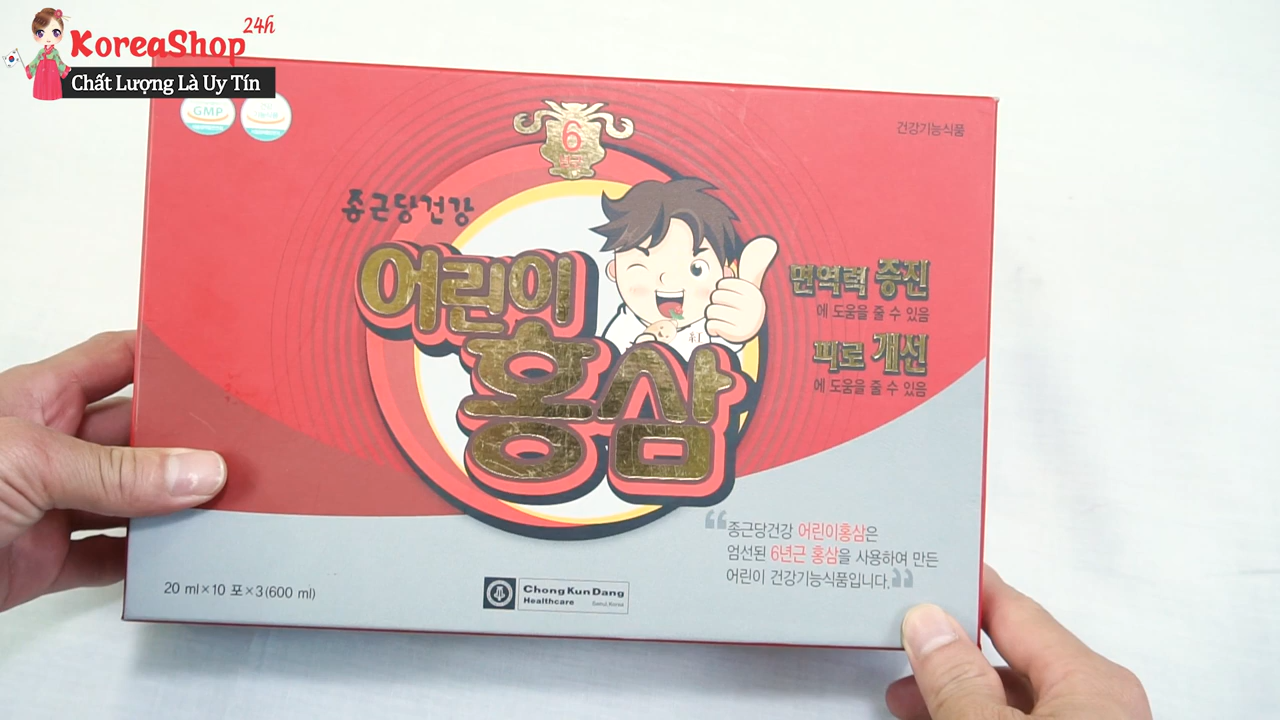 KoreaShop 24h
Chất Lượng Là Uy Tín
GMP
건강기능식품
6
종근당건강
어린이
홍삼
면역력 증진
에 도움을 줄 수 있음
피로 개선
에 도움을 줄 수 있음
紅
“종근당건강 어린이홍삼은
엄선된 6년근 홍삼을 사용하여 만든
어린이 건강기능식품입니다.”
20 ml×10 포×3(600 ml)
Chong Kun Dang
Healthcare
Seoul, Korea